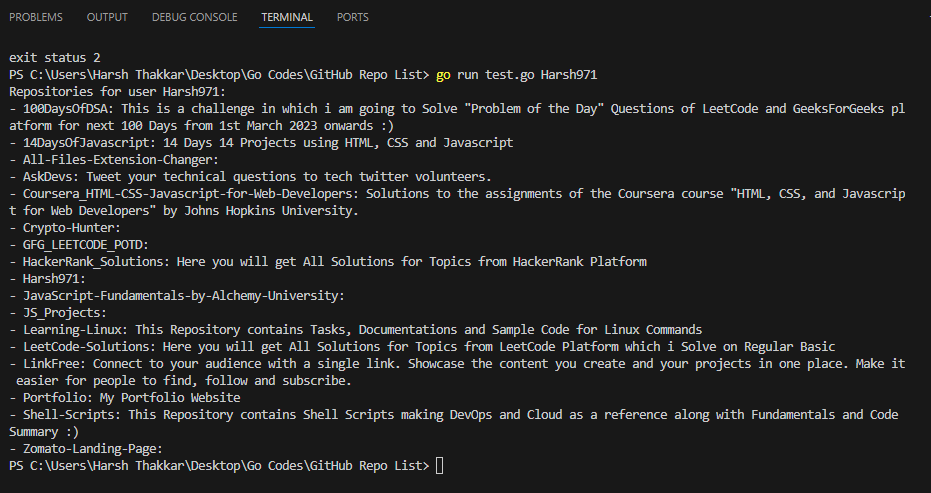 PROBLEMS OUTPUT DEBUG CONSOLE TERMINAL PORTS
exit status 2
PS C:\Users\Harsh Thakkar\Desktop\Go Codes\GitHub Repo List> go run test.go Harsh971
Repositories for user Harsh971:
- 100DaysOfDSA: This is a challenge in which i am going to Solve "Problem of the Day" Questions of LeetCode and GeeksForGeeks pl
atform for next 100 Days from 1st March 2023 onwards :)
- 14DaysOfJavascript: 14 Days 14 Projects using HTML, CSS and Javascript
- All-Files-Extension-Changer:
- AskDevs: Tweet your technical questions to tech twitter volunteers.
- Coursera_HTML-CSS-Javascript-for-Web-Developers: Solutions to the assignments of the Coursera course "HTML, CSS, and Javascrip
t for Web Developers" by Johns Hopkins University.
- Crypto-Hunter:
- GFG_LEETCODE_POTD:
- HackerRank_Solutions: Here you will get All Solutions for Topics from HackerRank Platform
- Harsh971:
- JavaScript-Fundamentals-by-Alchemy-University:
- JS_Projects:
- Learning-Linux: This Repository contains Tasks, Documentations and Sample Code for Linux Commands
- LeetCode-Solutions: Here you will get All Solutions for Topics from LeetCode Platform which i Solve on Regular Basic
- LinkFree: Connect to your audience with a single link. Showcase the content you create and your projects in one place. Make it
 easier for people to find, follow and subscribe.
- Portfolio: My Portfolio Website
- Shell-Scripts: This Repository contains Shell Scripts making DevOps and Cloud as a reference along with Fundamentals and Code
Summary :)
- Zomato-Landing-Page:
PS C:\Users\Harsh Thakkar\Desktop\Go Codes\GitHub Repo List>